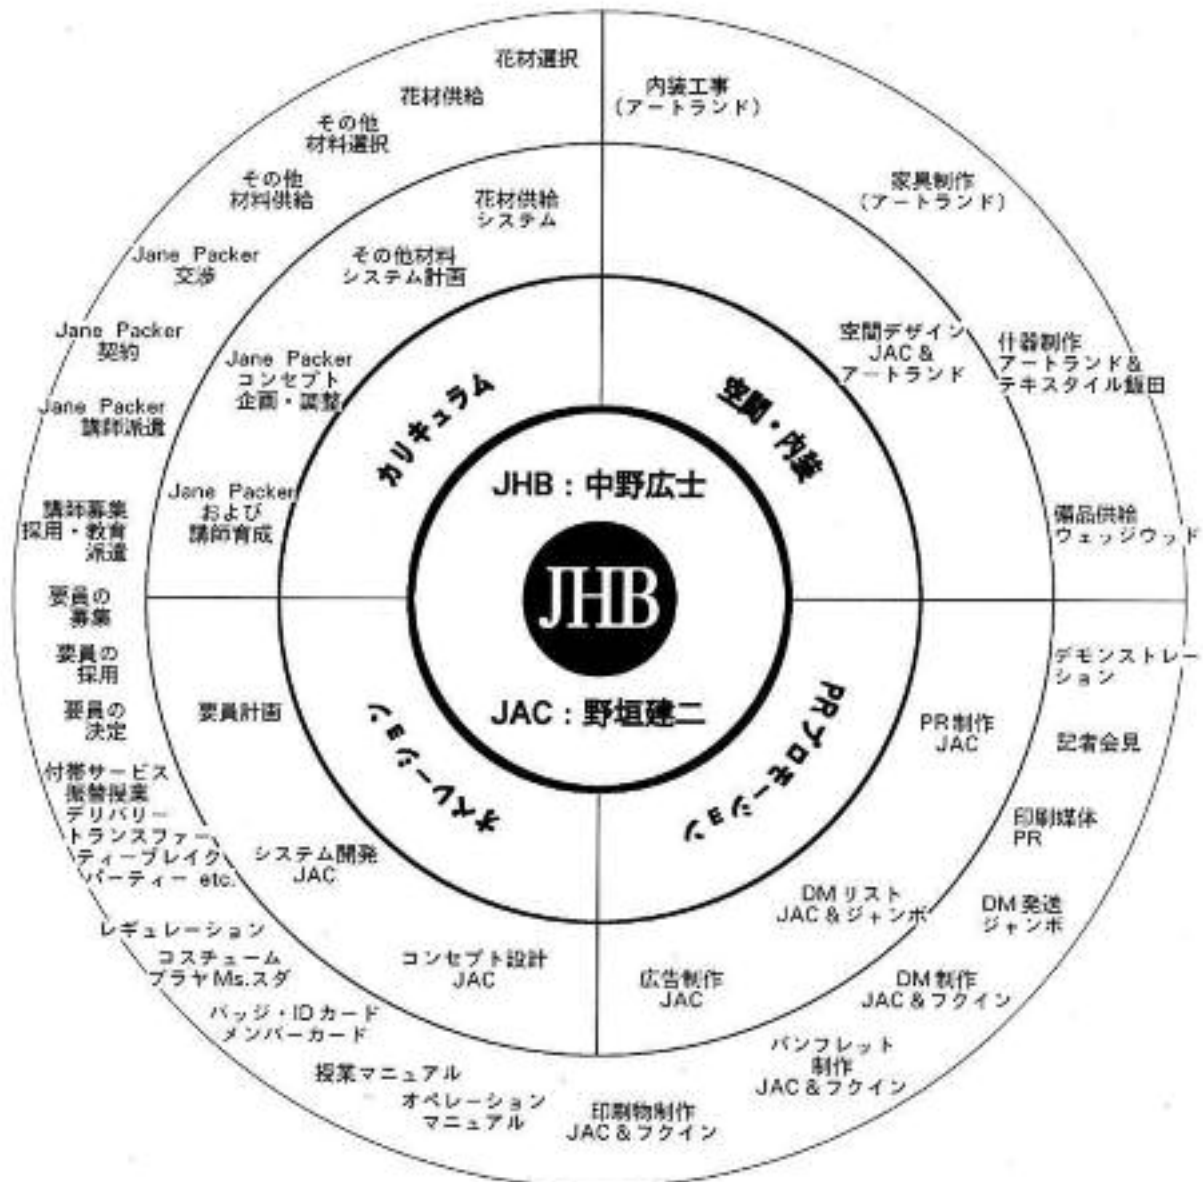 花材選択
花材供給
その他
材料選択
その他
材料供給
Jane Packer
交渉
Jane Packer
契約
Jane Packer
講師派遣
講師募集
採用・教育
派遣
花材供給
システム
その他材料
システム計画
Jane Packer
コンセプト
企画・調整
Jane Packer
および
講師育成
カリキュラム
内装工事
(アートランド)
家具制作
(アートランド)
什器制作
アートランド&
テキスタイル飯田
備品供給
ウェッジウッド
空間デザイン
JAC &
アートランド
空間・内装
JHB : 中野広士
JHB
JAC : 野垣建二
要員の
募集
要員の
採用
要員の
決定
付帯サービス
振替授業
デリバリー
トランスファー
ティーブレイク
パーティー etc.
レギュレーション
コスチューム
プラヤMs.スダ
バッジ・IDカード
メンバーカード
授業マニュアル
オペレーション
マニュアル
要員計画
システム開発
JAC
コンセプト設計
JAC
オペレーション
PRプロモーション
PR制作
JAC
DMリスト
JAC&ジャンボ
広告制作
JAC
デモンストレー
ション
記者会見
印刷媒体
PR
DM発送
ジャンボ
DM制作
JAC&フクイン
パンフレット
制作
JAC&フクイン
印刷物制作
JAC&フクイン